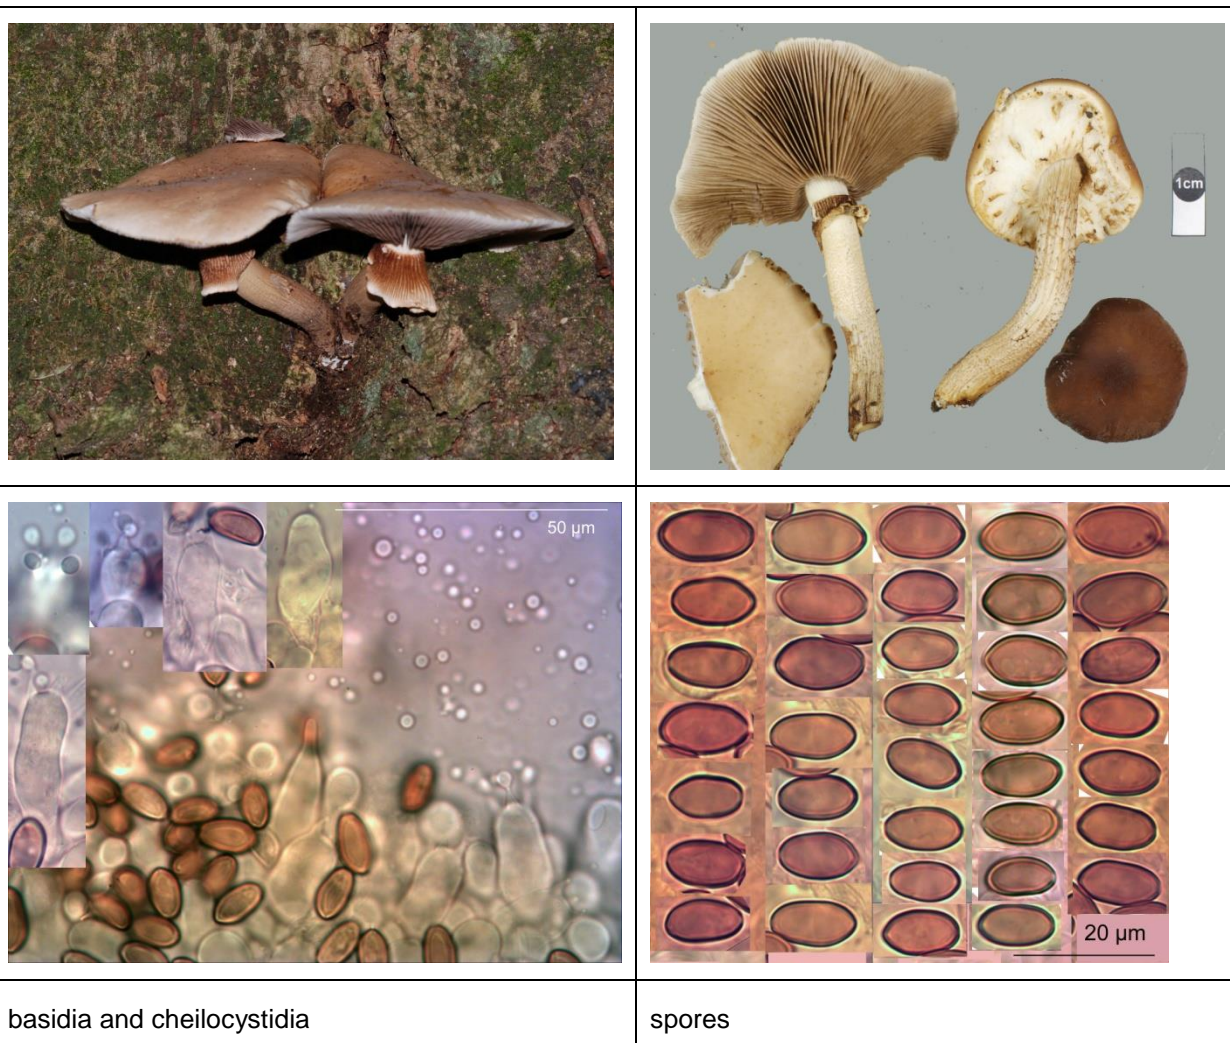 1cm
50 µm
20 µm
basidia and cheilocystidia
spores